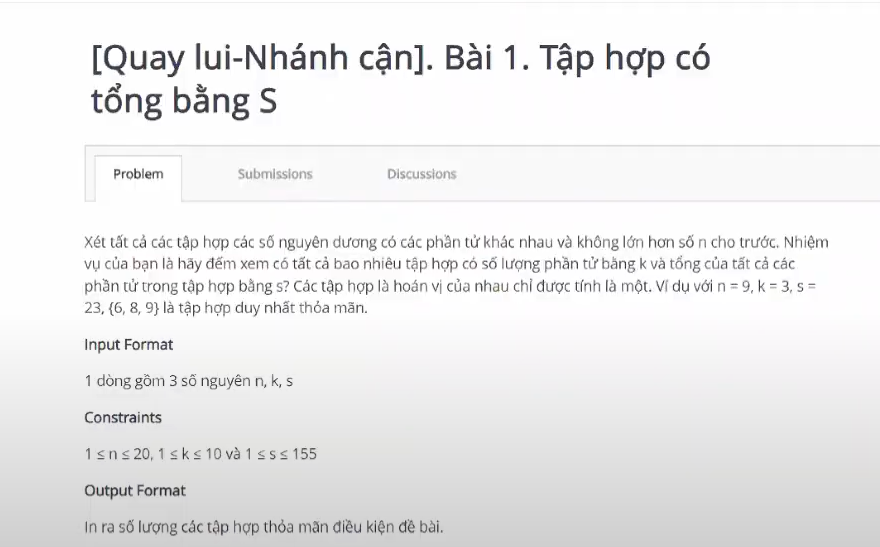 [Quay lui-Nhánh cận]. Bài 1. Tập hợp có
tổng bằng S
Problem
Submissions
Discussions
Xét tất cả các tập hợp các số nguyên dương có các phần tử khác nhau và không lớn hơn số n cho trước. Nhiệm
vụ của bạn là hãy đếm xem có tất cả bao nhiêu tập hợp có số lượng phần tử bằng k và tổng của tất cả các
phần tử trong tập hợp bằng s? Các tập hợp là hoán vị của nhau chỉ được tính là một. Ví dụ với n = 9, k = 3, s =
23, {6, 8, 9} là tập hợp duy nhất thỏa mãn.
Input Format
1 dòng gồm 3 số nguyên n, k, s
Constraints
1 ≤ n ≤ 20, 1 ≤ k ≤ 10 và 1 ≤ s ≤ 155
Output Format
In ra số lượng các tập hợp thỏa mãn điều kiện đề bài.